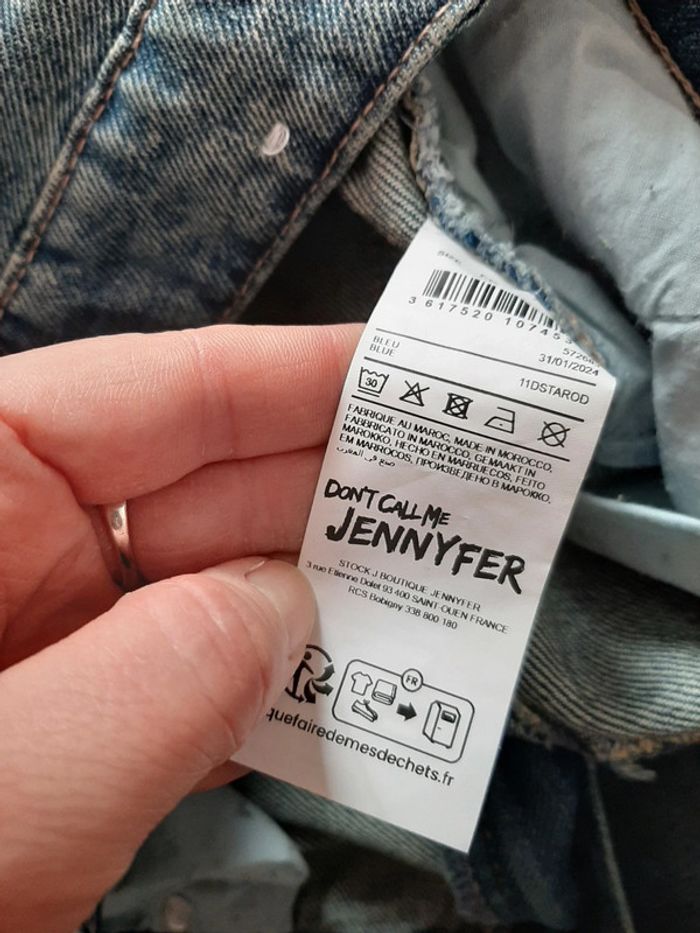 3 617520 10745
BLEU
BLUE
31/01/2024
11DSTAROD
30
FABRIQUE AU MAROC, MADE IN MOROCCO,
FABBRICATO IN MAROCCO, GEMAAKT IN
MAROKKO, HECHO EN MARRUECOS, FEITO
EM MARROCOS, ПРОИЗВЕДЕНО В МАРОККО,
صنع في المغرب
DON'T CALL ME
JENNYFER
STOCK J BOUTIQUE JENNYFER
3 rue Etienne Dolet 93 400 SAINT OUEN FRANCE
RCS Bobigny 338 800 180
FR
quefairedemesdechets.fr